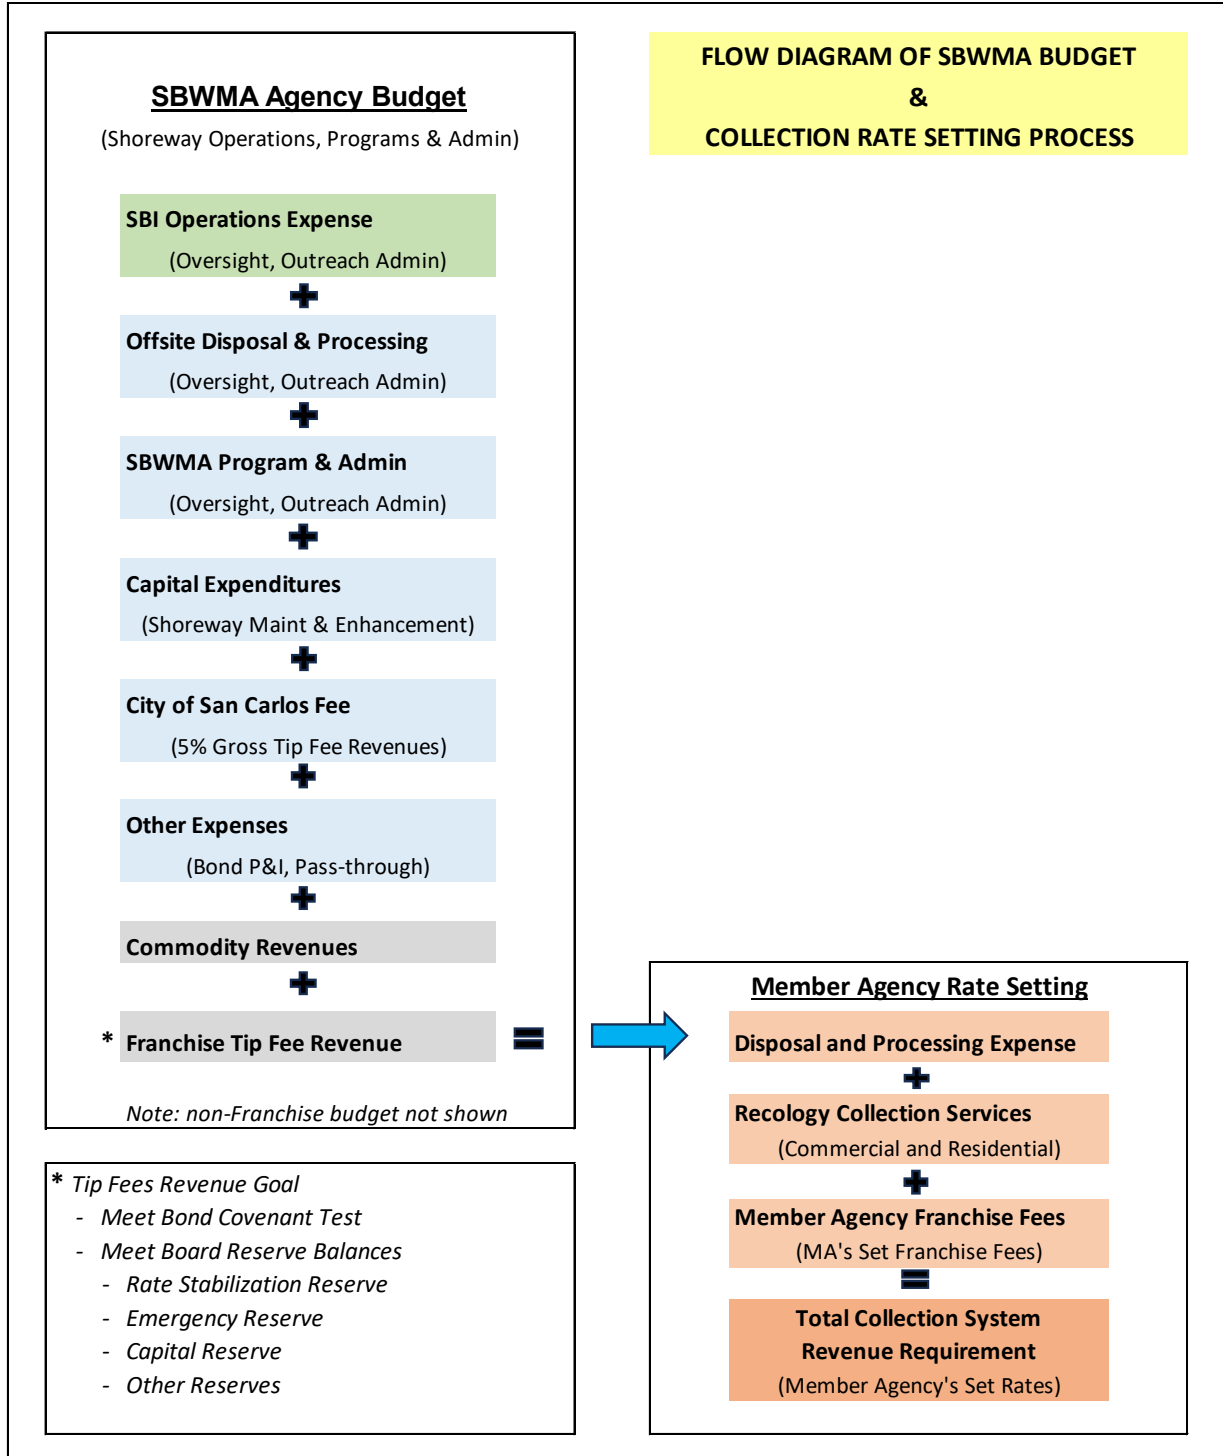 SBWMA Agency Budget
(Shoreway Operations, Programs & Admin)
SBI Operations Expense
(Oversight, Outreach Admin)
Offsite Disposal & Processing
(Oversight, Outreach Admin)
SBWMA Program & Admin
(Oversight, Outreach Admin)
Capital Expenditures
(Shoreway Maint & Enhancement)
City of San Carlos Fee
(5% Gross Tip Fee Revenues)
Other Expenses
(Bond P&I, Pass-through)
Commodity Revenues
* Franchise Tip Fee Revenue
Note: non-Franchise budget not shown
* Tip Fees Revenue Goal
- Meet Bond Covenant Test
- Meet Board Reserve Balances
- Rate Stabilization Reserve
- Emergency Reserve
- Capital Reserve
- Other Reserves
FLOW DIAGRAM OF SBWMA BUDGET
&
COLLECTION RATE SETTING PROCESS
Member Agency Rate Setting
Disposal and Processing Expense
Recology Collection Services
(Commercial and Residential)
Member Agency Franchise Fees
(MA's Set Franchise Fees)
Total Collection System
Revenue Requirement
(Member Agency's Set Rates)